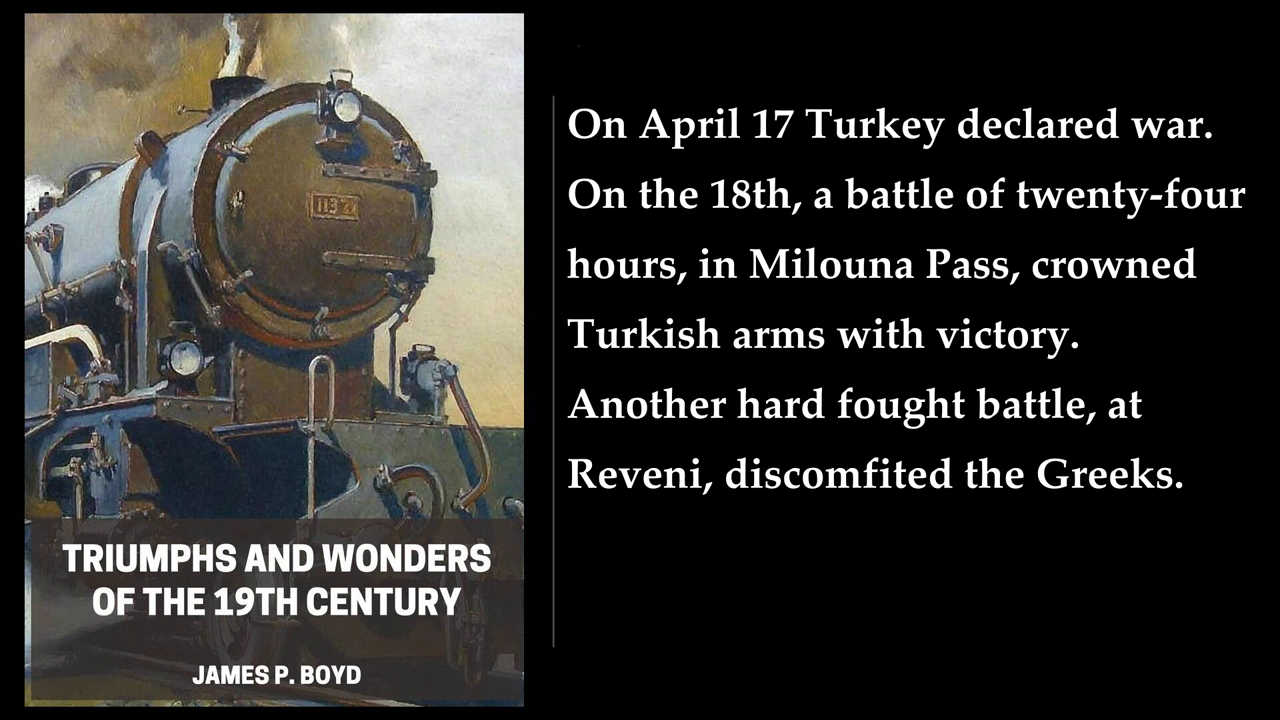 On April 17 Turkey declared war.
On the 18th, a battle of twenty-four
hours, in Milouna Pass, crowned
Turkish arms with victory.
Another hard fought battle, at
Reveni, discomfited the Greeks.
1132
TRIUMPHS AND WONDERS
OF THE 19TH CENTURY
JAMES P. BOYD